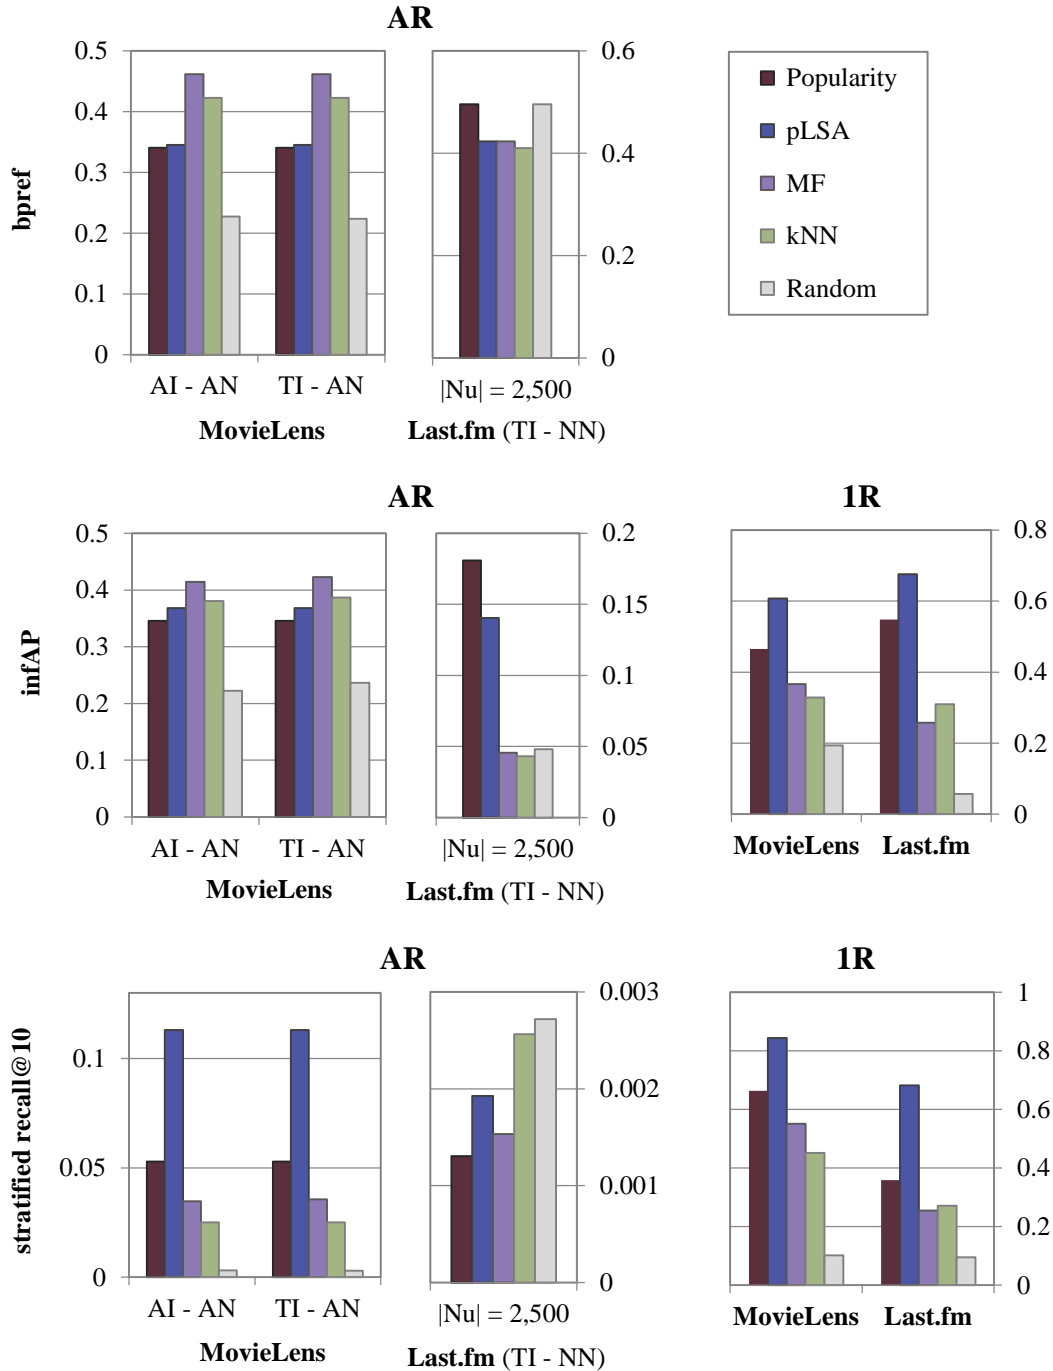 AR
0.5
0.4
0.3
0.2
0.1
0
bpref
AI - AN
TI - AN
MovieLens
0.6
0.4
0.2
0
|Nu| = 2,500
Last.fm (TI - NN)
Popularity
pLSA
MF
kNN
Random
AR
0.5
0.4
0.3
0.2
0.1
0
infAP
AI - AN
TI - AN
MovieLens
0.2
0.15
0.1
0.05
0
|Nu| = 2,500
Last.fm (TI - NN)
1R
0.8
0.6
0.4
0.2
0
MovieLens
Last.fm
AR
0.1
0.05
0
stratified recall@10
AI - AN
TI - AN
MovieLens
0.003
0.002
0.001
0
|Nu| = 2,500
Last.fm (TI - NN)
1R
1
0.8
0.6
0.4
0.2
0
MovieLens
Last.fm